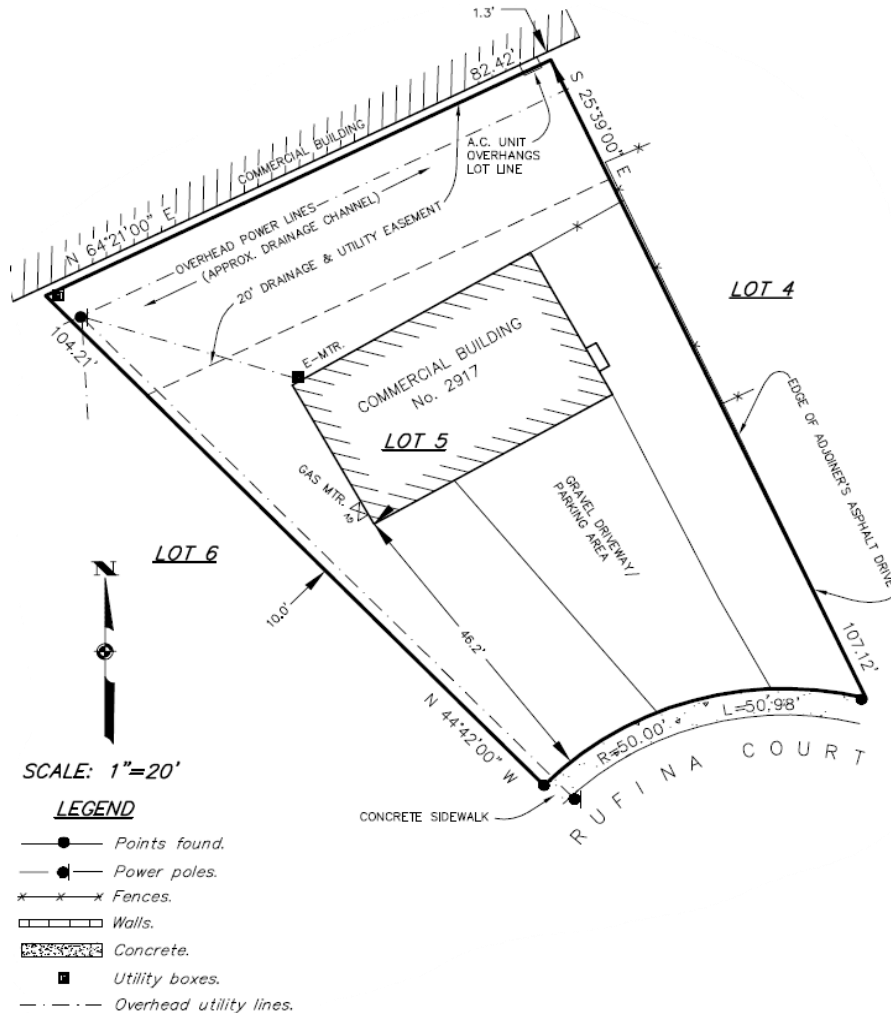 1.3'
82.42'
S 25°39'00" E
COMMERCIAL BUILDING
A.C. UNIT
OVERHANGS
LOT LINE
N 64°21'00" E
OVERHEAD POWER LINES
(APPROX. DRAINAGE CHANNEL)
20' DRAINAGE & UTILITY EASEMENT
LOT 4
104.21'
E-MTR.
COMMERCIAL BUILDING
No. 2917
LOT 5
EDGE OF ADJOINER'S ASPHALT DRIVE
GAS MTR.
GRAVEL DRIVEWAY/
PARKING AREA
LOT 6
N
10.0'
46.2'
107.12'
N 44°42'00" W
L=50.98'
R=50.00'
RUFINA COURT
CONCRETE SIDEWALK
SCALE: 1"=20'
LEGEND
Points found.
Power poles.
Fences.
Walls.
Concrete.
Utility boxes.
Overhead utility lines.